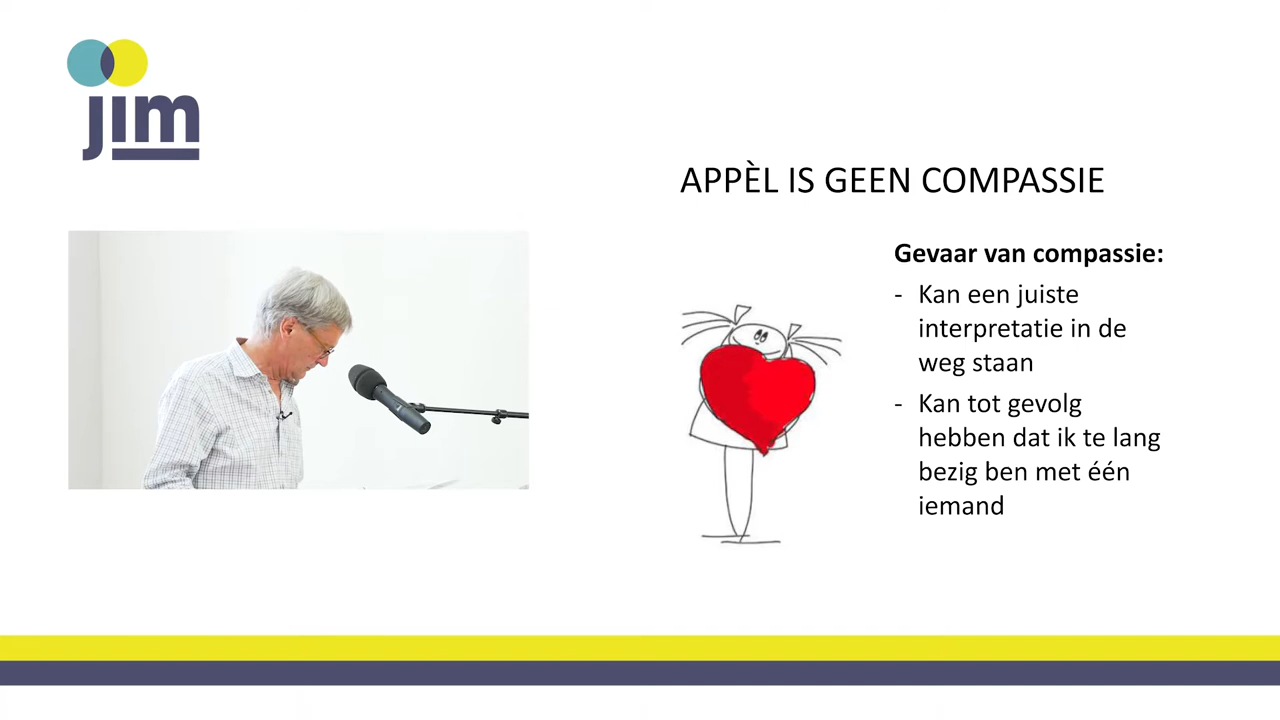 jim
APPÈL IS GEEN COMPASSIE
Gevaar van compassie:
- Kan een juiste
interpretatie in de
weg staan
- Kan tot gevolg
hebben dat ik te lang
bezig ben met één
iemand